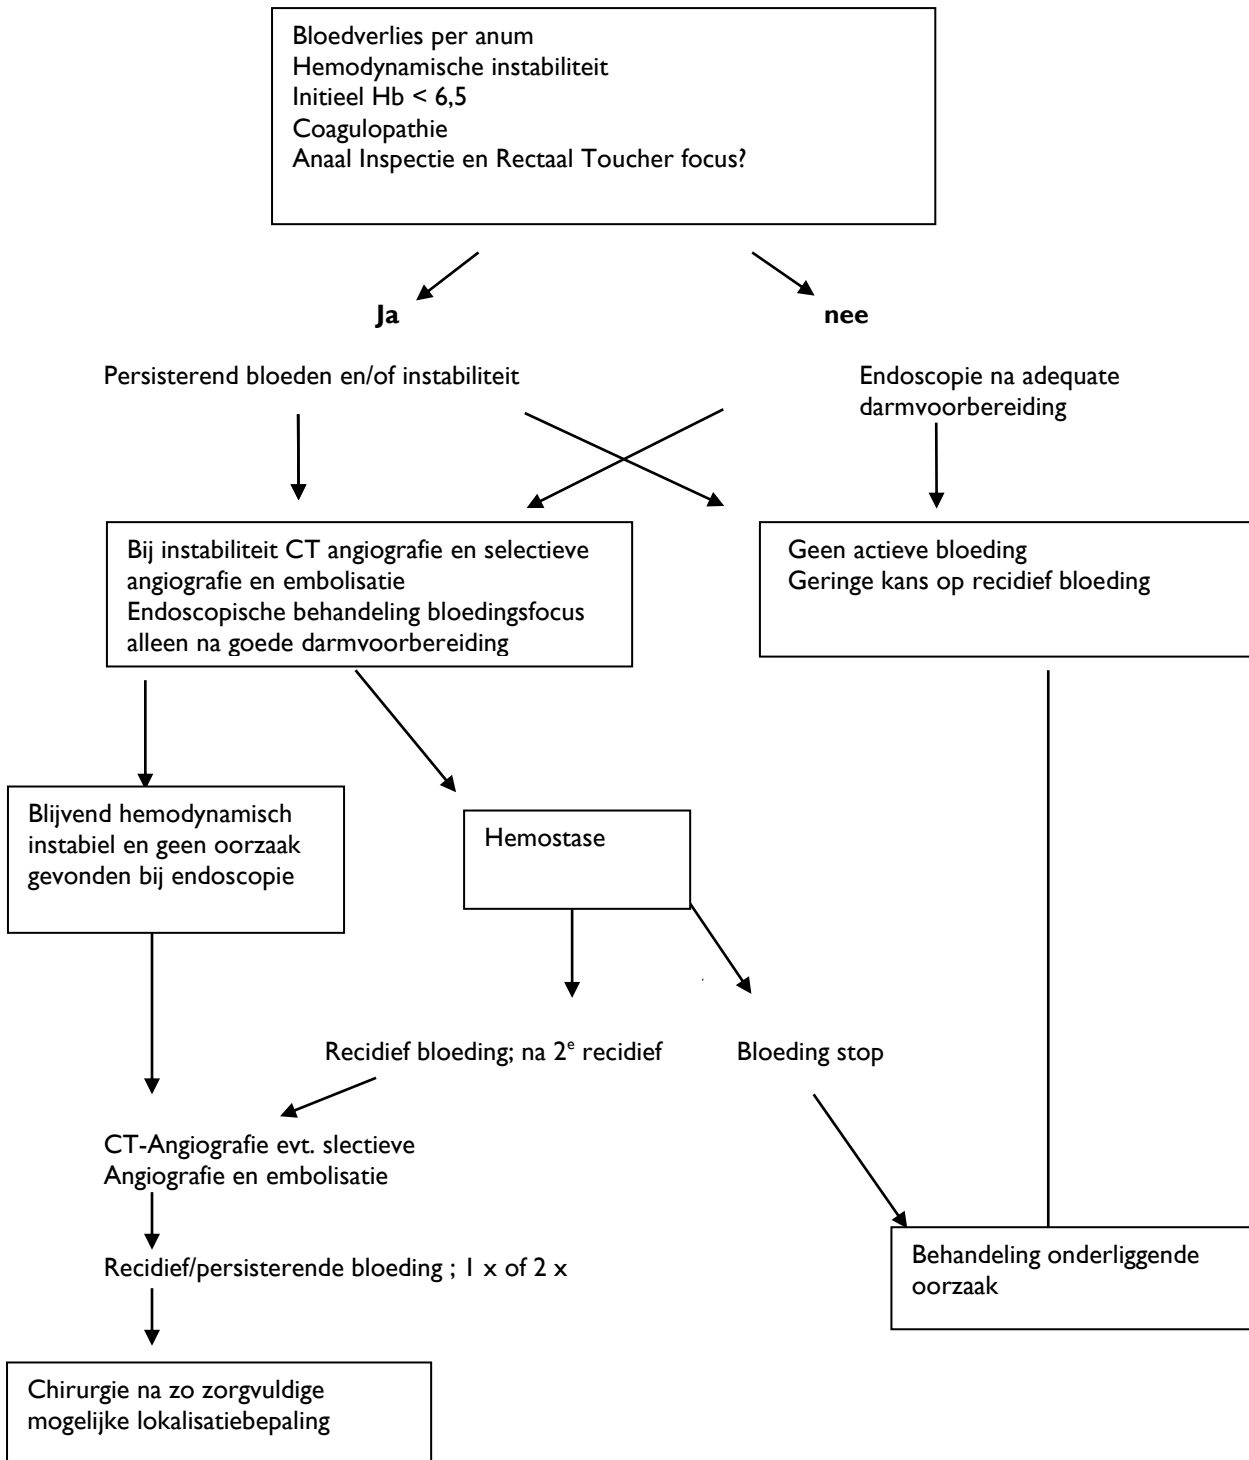 Bloedverlies per anum
Hemodynamische instabiliteit
Initieel Hb < 6,5
Coagulopathie
Anaal Inspectie en Rectaal Toucher focus?
Ja
nee
Persisterend bloeden en/of instabiliteit
Endoscopie na adequate
darmvoorbereiding
Bij instabiliteit CT angiografie en selectieve
angiografie en embolisatie
Endoscopische behandeling bloedingsfocus
alleen na goede darmvoorbereiding
Geen actieve bloeding
Geringe kans op recidief bloeding
Blijvend hemodynamisch
instabiel en geen oorzaak
gevonden bij endoscopie
Hemostase
Recidief bloeding; na 2e recidief
Bloeding stop
CT-Angiografie evt. slectieve
Angiografie en embolisatie
Recidief/persisterende bloeding ; 1 x of 2 x
Behandeling onderliggende
oorzaak
Chirurgie na zo zorgvuldige
mogelijke lokalisatiebepaling